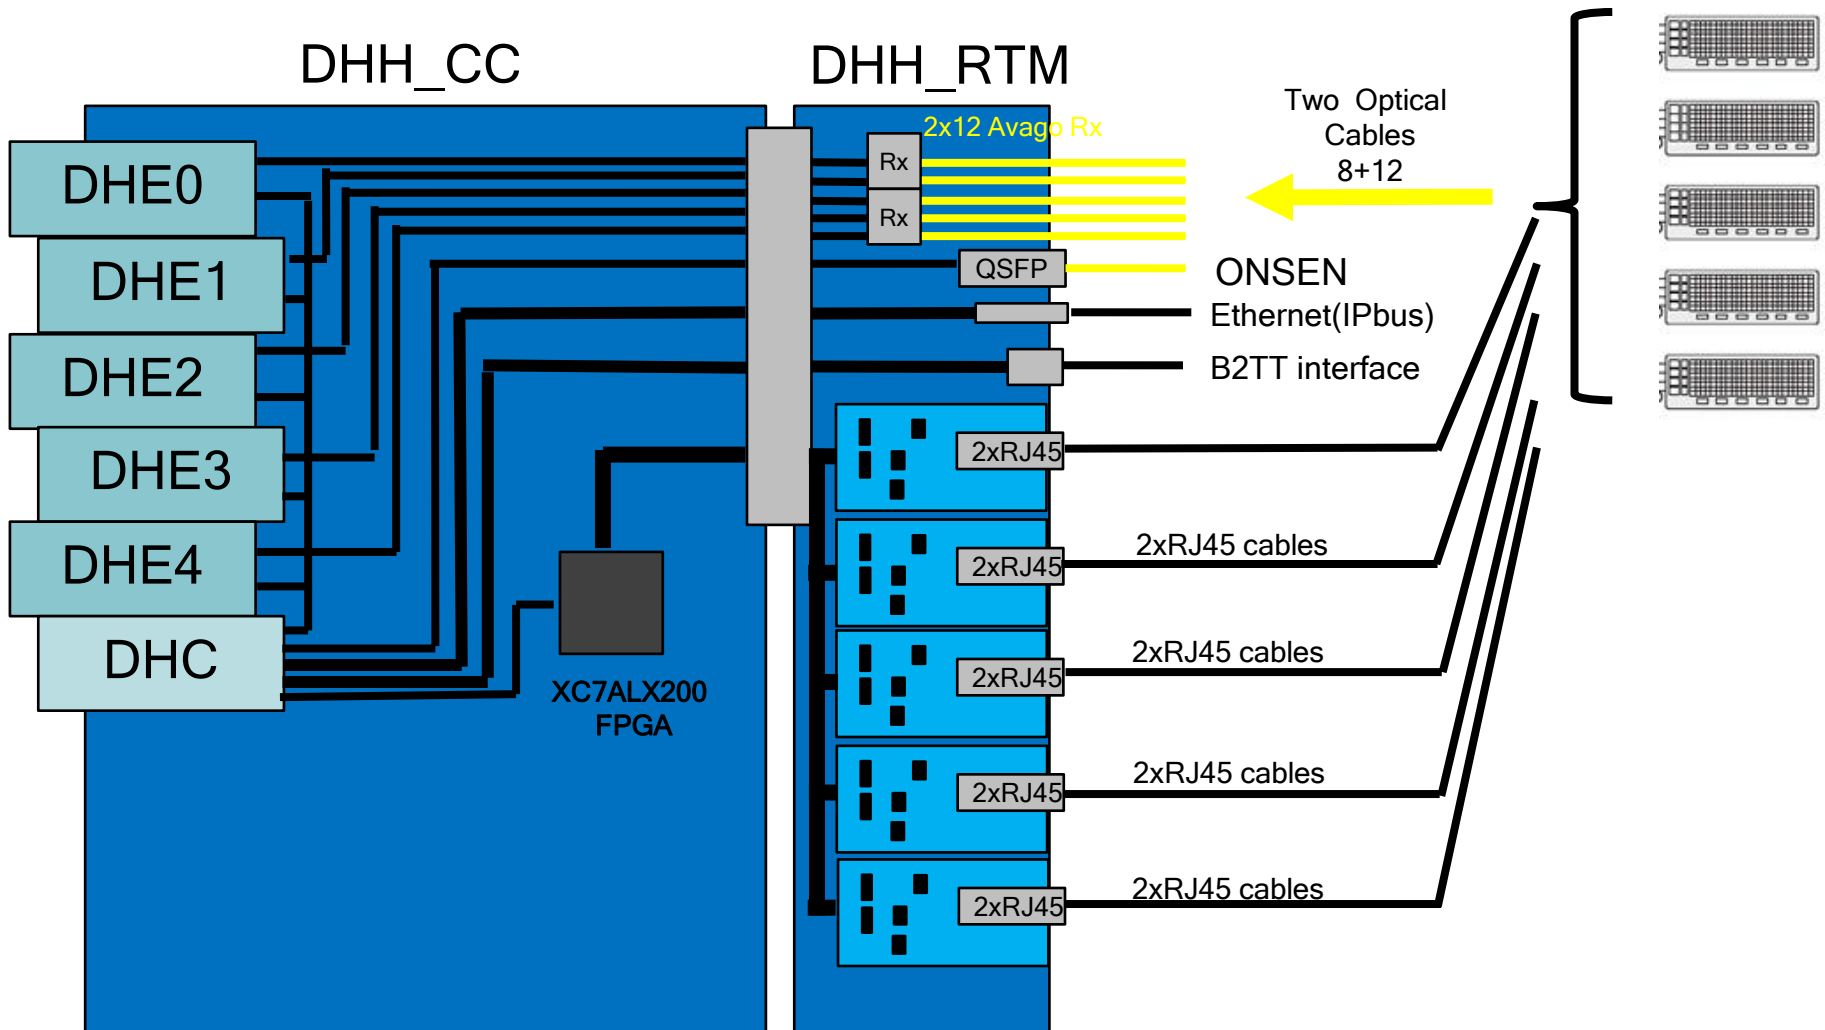 DHH_CC
DHH_RTM
2x12 Avago Rx
Two Optical
Cables
8+12
DHE0
DHE1
DHE2
DHE3
DHE4
DHC
Rx
Rx
QSFP
ONSEN
Ethernet(IPbus)
B2TT interface
XC7ALX200
FPGA
2xRJ45
2xRJ45
2xRJ45 cables
2xRJ45
2xRJ45 cables
2xRJ45
2xRJ45 cables
2xRJ45
2xRJ45 cables